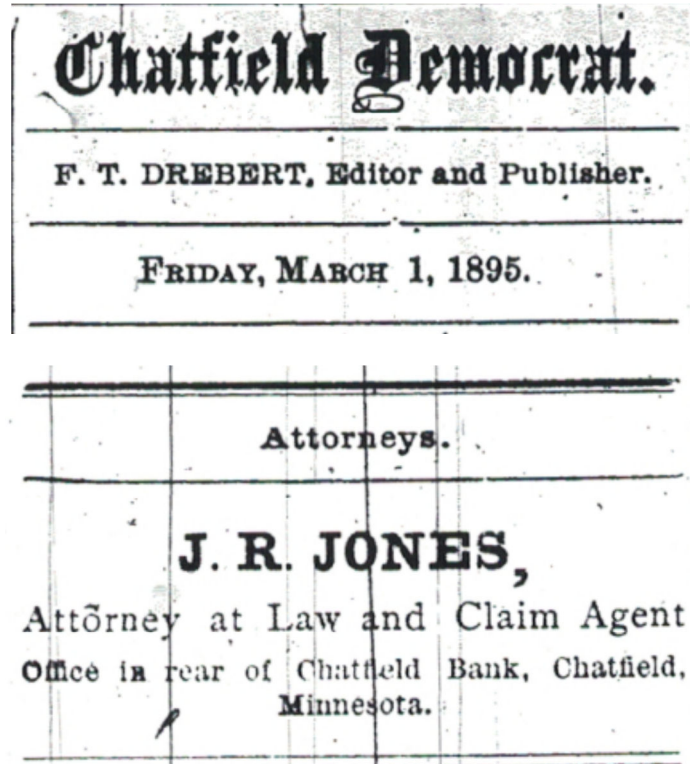 Chatfield Democrat.
F. T. DREBERT, Editor and Publisher.
FRIDAY, MARCH 1, 1895.
Attorneys.
J. R. JONES,
Attorney at Law and Claim Agent
Office in rear of Chatfield Bank, Chatfield,
Minnesota.